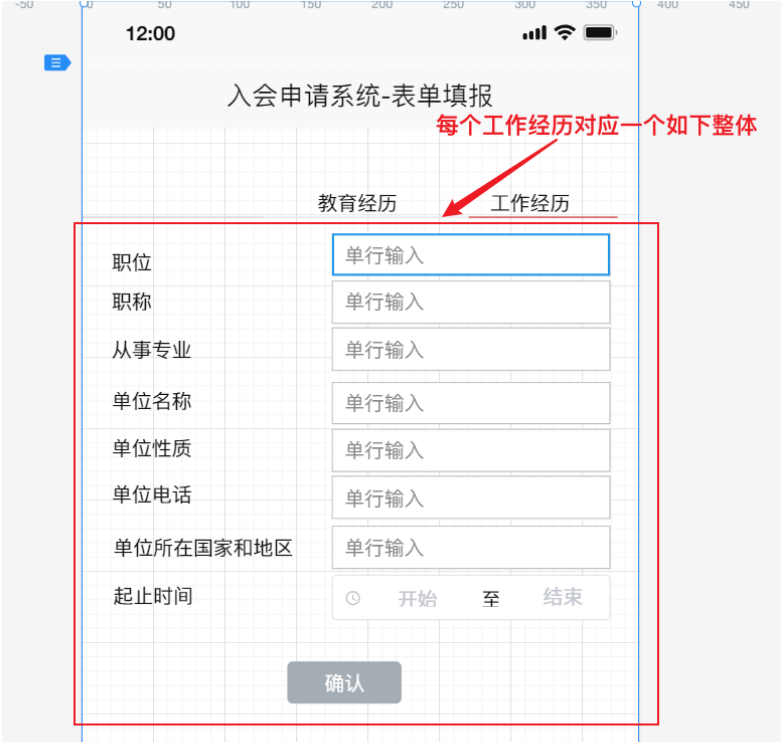 -50 0 50 100 150 200 250 300 350 400 450
12:00
入会申请系统-表单填报
每个工作经历对应一个如下整体
教育经历 工作经历
职位 单行输入
职称 单行输入
从事专业 单行输入
单位名称 单行输入
单位性质 单行输入
单位电话 单行输入
单位所在国家和地区 单行输入
起止时间 开始 至 结束
确认